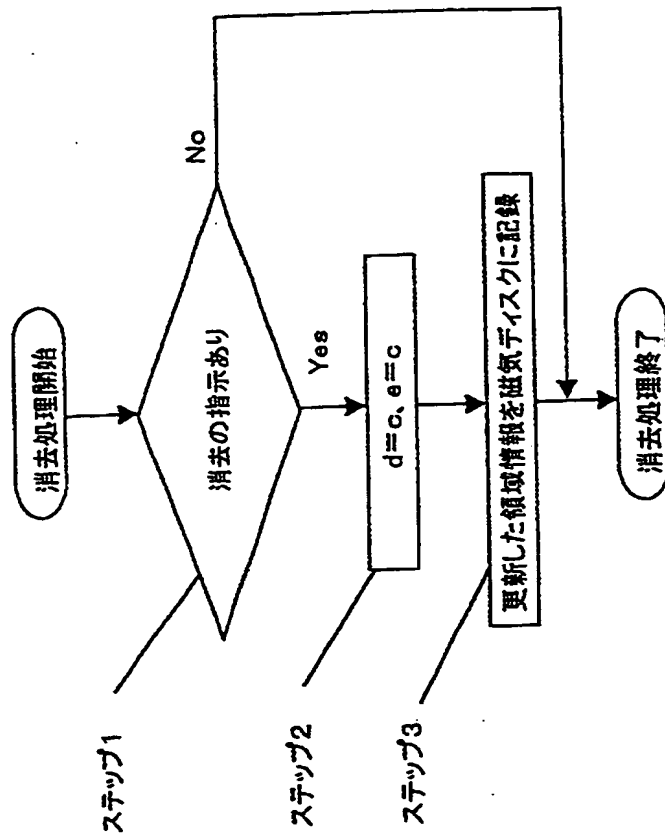 消去処理開始
ステップ1
消去の指示あり
No
Yes
ステップ2
d=c、e=c
ステップ3
更新した領域情報を磁気ディスクに記録
消去処理終了